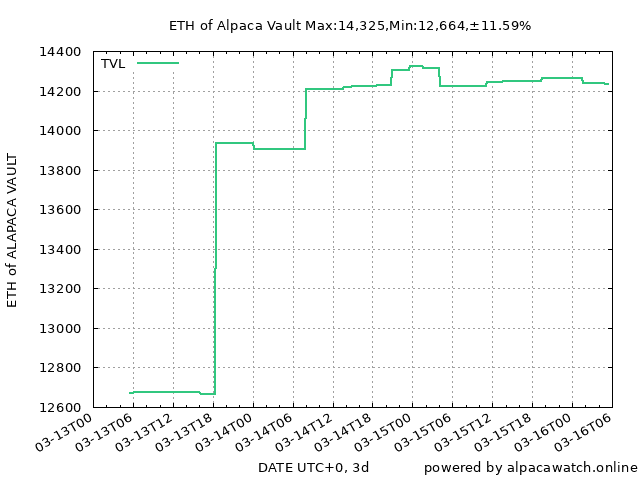 ETH of Alpaca Vault Max:14,325,Min:12,664,±11.59%
TVL
14400
14200
14000
13800
13600
13400
13200
13000
12800
12600
ETH of ALAPACA VAULT
03-13T00
03-13T06
03-13T12
03-13T18
03-14T00
03-14T06
03-14T12
03-14T18
03-15T00
03-15T06
03-15T12
03-15T18
03-16T00
03-16T06
DATE UTC+0, 3d
powered by alpacawatch.online